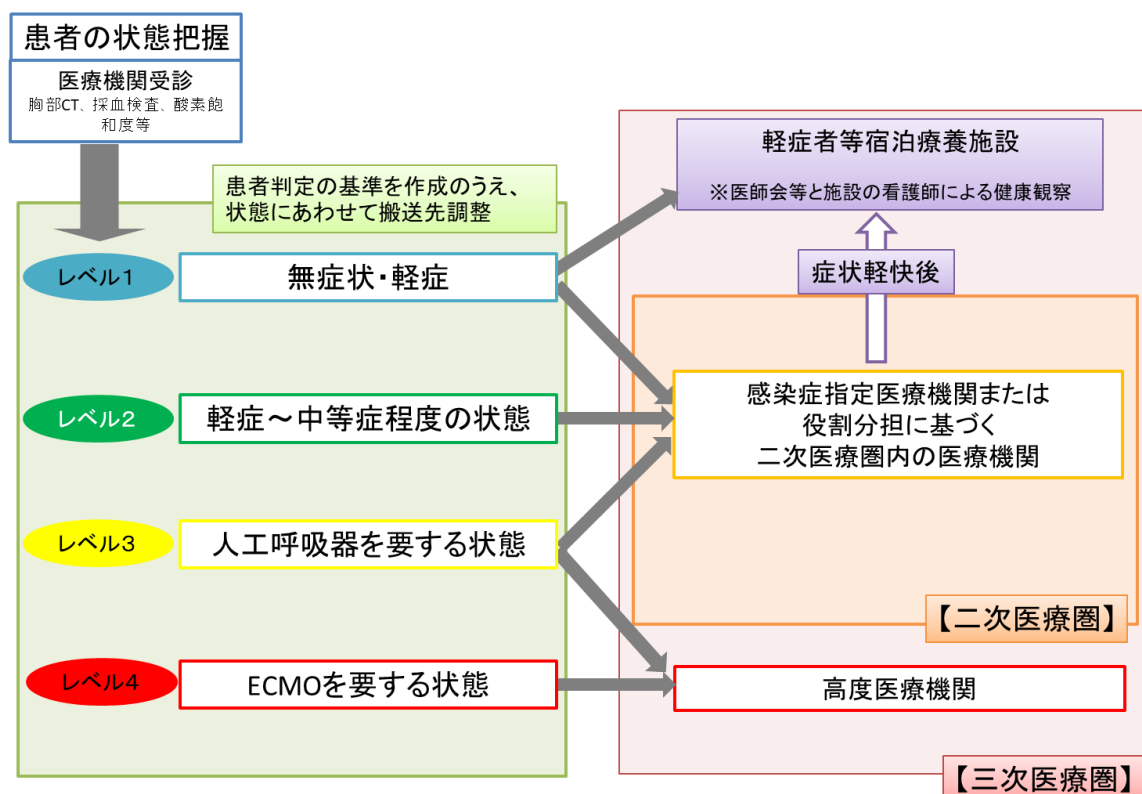 患者の状態把握
医療機関受診
胸部CT、採血検査、酸素飽
和度等
患者判定の基準を作成のうえ、
状態にあわせて搬送先調整
レベル1
無症状・軽症
レベル2
軽症～中等症程度の状態
レベル3
人工呼吸器を要する状態
レベル4
ECMOを要する状態
軽症者等宿泊療養施設
※医師会等と施設の看護師による健康観察
症状軽快後
感染症指定医療機関または
役割分担に基づく
二次医療圏内の医療機関
【二次医療圏】
高度医療機関
【三次医療圏】